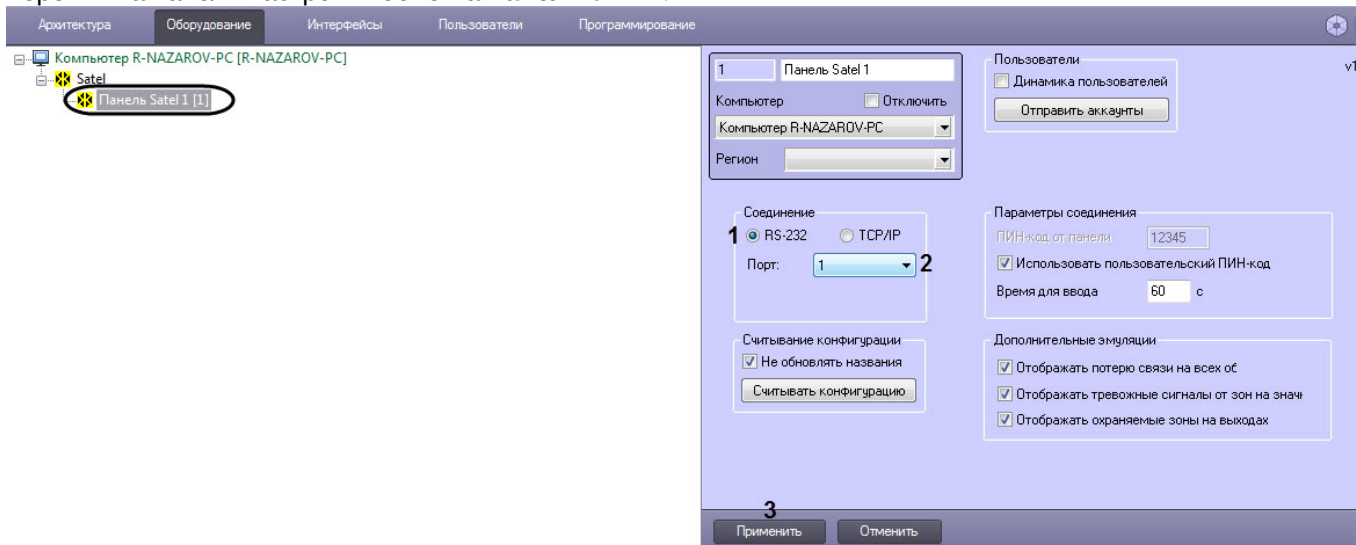 Архитектура Оборудование Интерфейсы Пользователи Программирование
Компьютер R-NAZAROV-PC [R-NAZAROV-PC]
Satel
Панель Satel 1 [1]
1 Панель Satel 1
Компьютер Отключить
Компьютер R-NAZAROV-PC
Регион
Пользователи
Динамика пользователей
Отправить аккаунты
v1
Соединение
1 RS-232 TCP/IP
Порт: 1 2
Параметры соединения
ПИН-код от панели 12345
Использовать пользовательский ПИН-код
Время для ввода 60 с
Считывание конфигурации
Не обновлять названия
Считывать конфигурацию
Дополнительные эмуляции
Отображать потерю связи на всех об
Отображать тревожные сигналы от зон на знач
Отображать охраняемые зоны на выходах
3
Применить Отменить